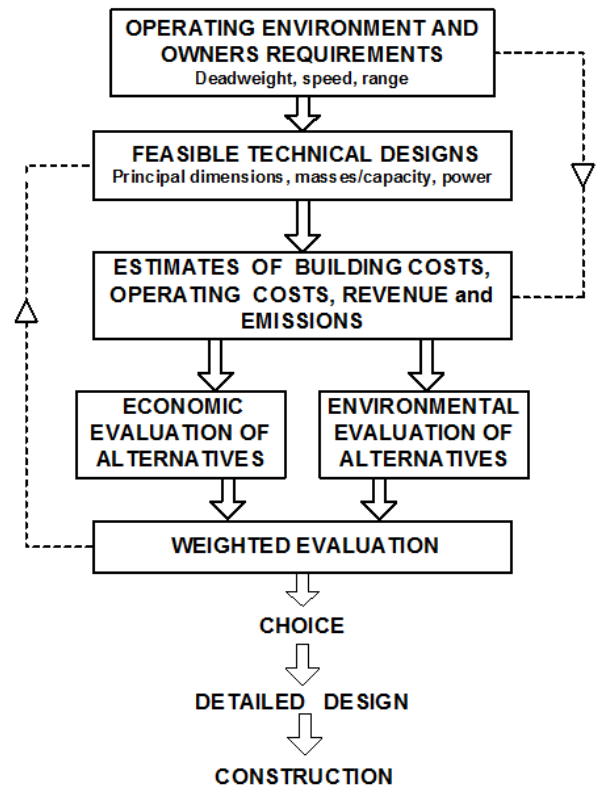 OPERATING ENVIRONMENT AND
OWNERS REQUIREMENTS
Deadweight, speed, range
FEASIBLE TECHNICAL DESIGNS
Principal dimensions, masses/capacity, power
ESTIMATES OF BUILDING COSTS,
OPERATING COSTS, REVENUE and
EMISSIONS
ECONOMIC
EVALUATION OF
ALTERNATIVES
ENVIRONMENTAL
EVALUATION OF
ALTERNATIVES
WEIGHTED EVALUATION
CHOICE
DETAILED DESIGN
CONSTRUCTION